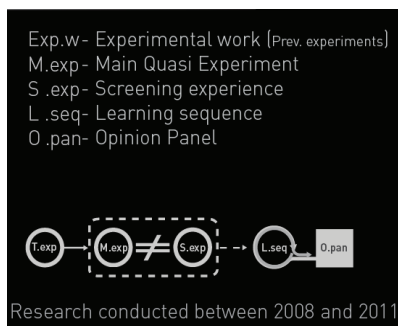 Exp.w- Experimental work (Prev. experiments)
M.exp- Main Quasi Experiment
S .exp- Screening experience
L .seq- Learning sequence
O .pan- Opinion Panel
T.exp M.exp ≠ S.exp L.seq O.pan
Research conducted between 2008 and 2011